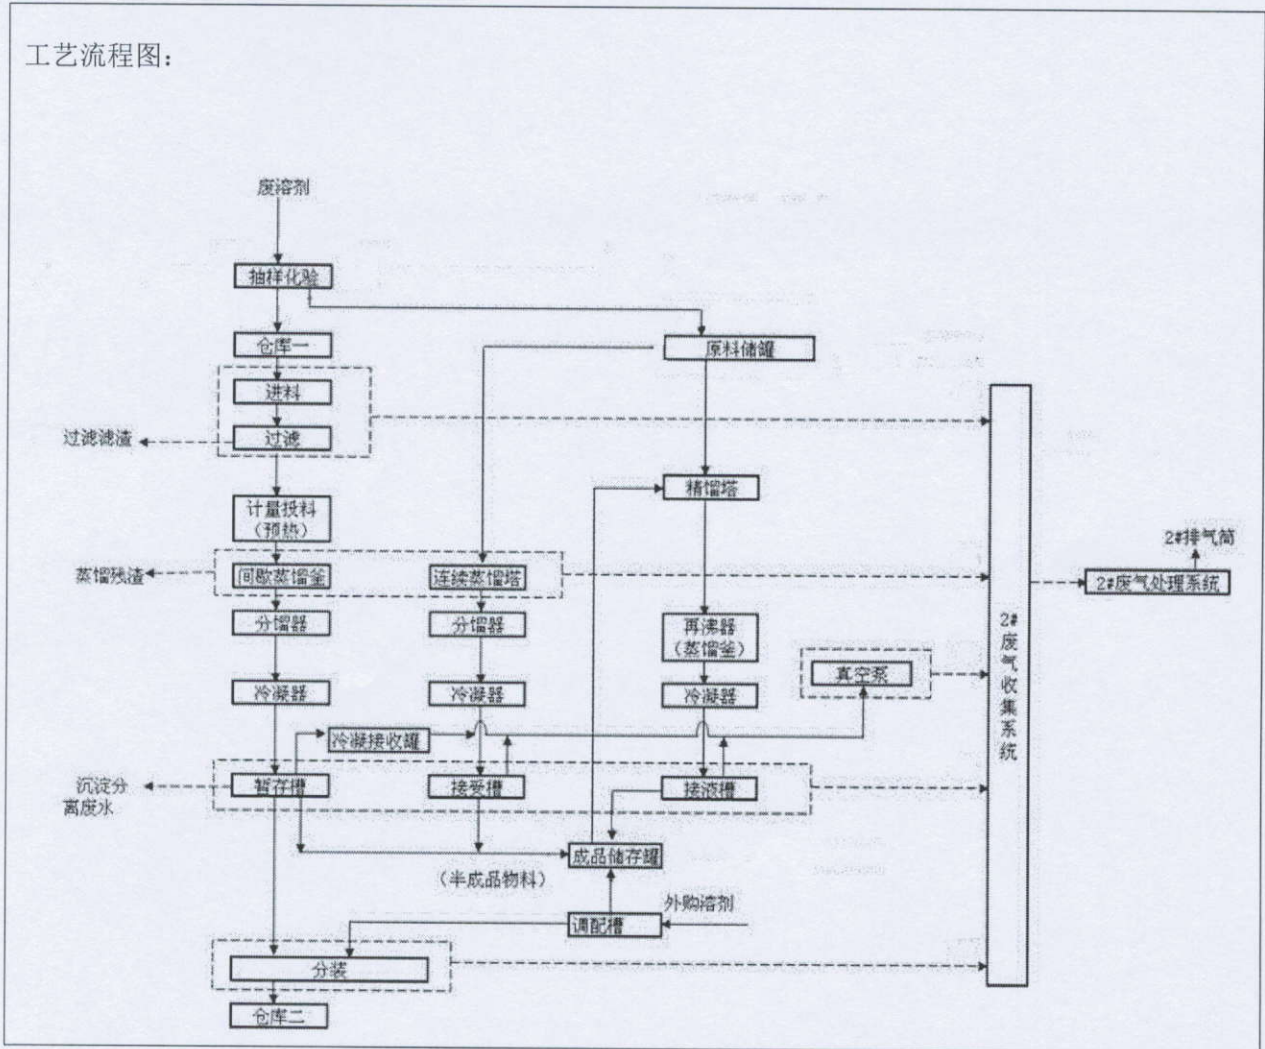 工艺流程图：
废溶剂
抽样化验
仓库一
原料储罐
进料
过滤滤渣
过滤
精馏塔
计量投料
（预热）
2#排气筒
蒸馏残渣
间歇蒸馏釜
连续蒸馏塔
2#废气处理系统
分馏器
分馏器
再沸器
（蒸馏釜）
2#
废
气
收
集
系
统
真空泵
冷凝器
冷凝器
冷凝器
冷凝接收罐
沉淀分
离废水
暂存槽
接受槽
接液槽
成品储存罐
（半成品物料）
外购溶剂
调配槽
分装
仓库二